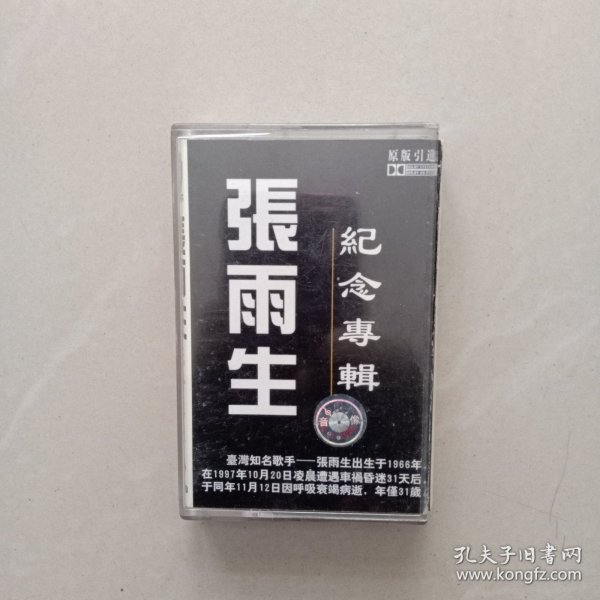 原版引進
張雨生
紀念專輯
音像
臺灣知名歌手——張雨生出生于1966年
在1997年10月20日凌晨遭遇車禍昏迷31天后
于同年11月12日因呼吸衰竭病逝，年僅31歲
孔夫子旧書网
www.kongfz.com